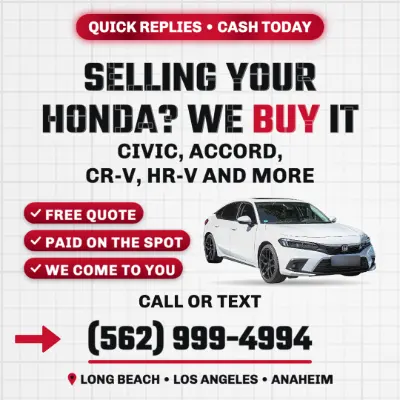 QUICK REPLIES • CASH TODAY
SELLING YOUR
HONDA? WE BUY IT
CIVIC, ACCORD,
CR-V, HR-V AND MORE
FREE QUOTE
PAID ON THE SPOT
WE COME TO YOU
CALL OR TEXT
(562) 999-4994
LONG BEACH • LOS ANGELES • ANAHEIM